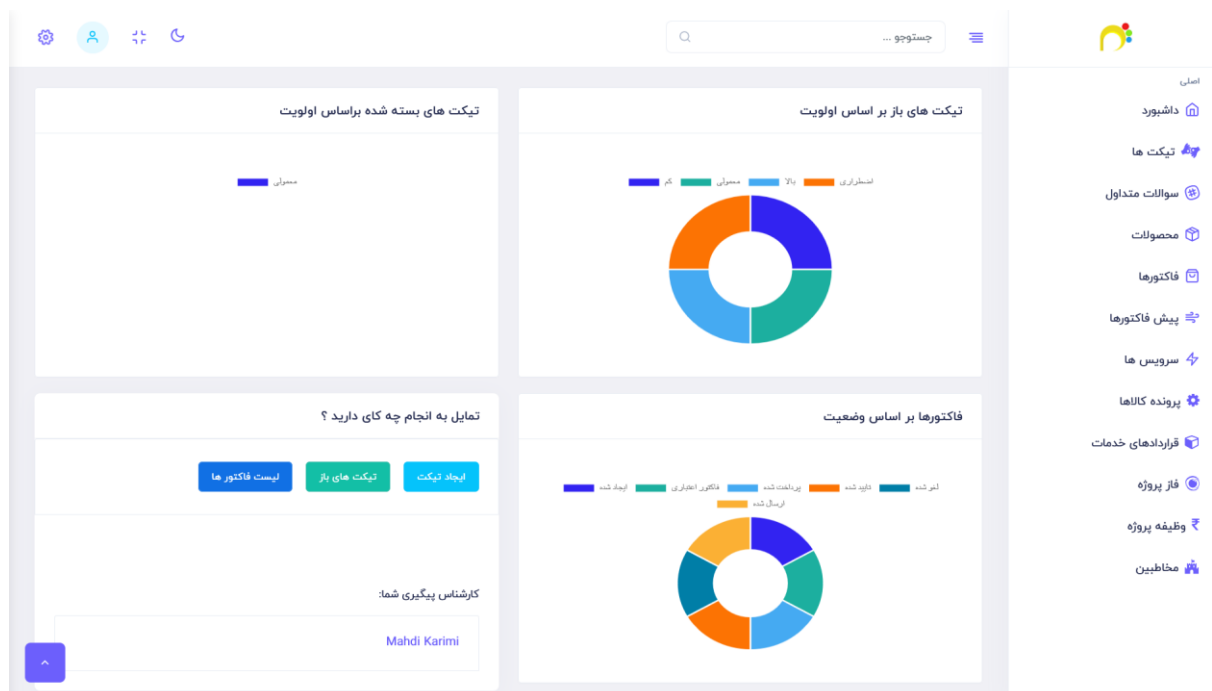 جستوجو ...
اصلی
داشبورد
تیکت ها
سوالات متداول
محصولات
فاکتورها
پیش فاکتورها
سرویس ها
پرونده کالاها
قراردادهای خدمات
فاز پروژه
وظیفه پروژه
مخاطبین
تیکت های باز بر اساس اولویت
اضطراری بالا معمولی کم
تیکت های بسته شده براساس اولویت
معمولی
فاکتورها بر اساس وضعیت
لغو شده تایید شده پرداخت شده فاکتور اعتباری ایجاد شده
ارسال شده
تمایل به انجام چه کای دارید ؟
ایجاد تیکت تیکت های باز لیست فاکتور ها
کارشناس پیگیری شما:
Mahdi Karimi